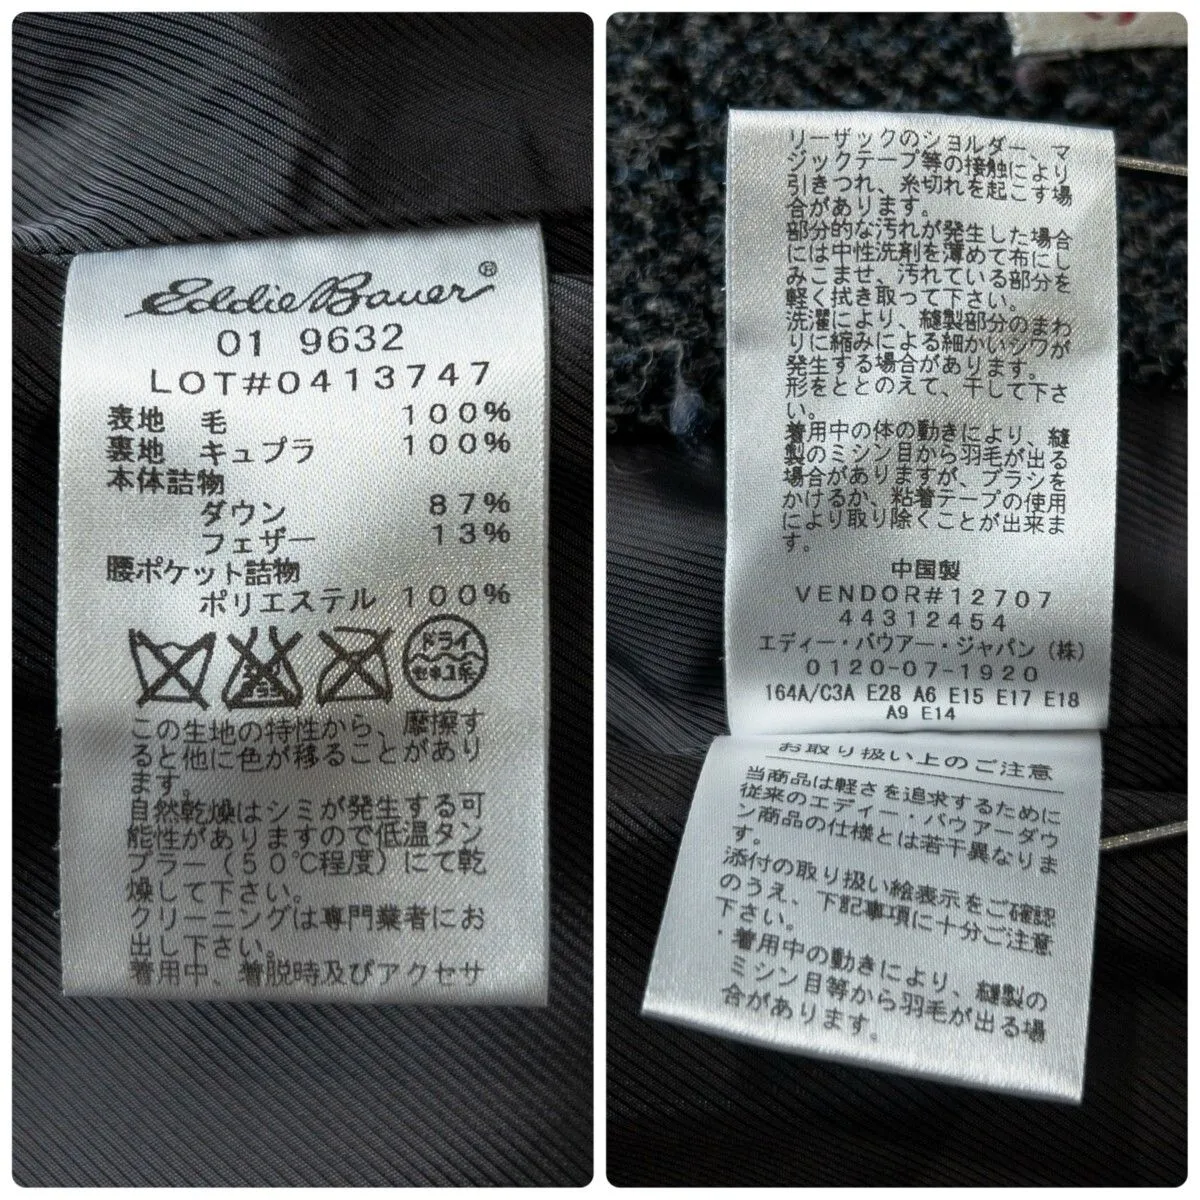 Eddie Bauer®
01 9632
LOT#0413747
表地 毛 100%
裏地 キュプラ 100%
本体詰物
ダウン 87%
フェザー 13%
腰ポケット詰物
ポリエステル 100%
ドライ
セキユ系
この生地の特性から、摩擦す
ると他に色が移ることがあり
ます。
自然乾燥はシミが発生する可
能性がありますので低温タン
ブラー(50℃程度)にて乾
燥して下さい。
クリーニングは専門業者にお
出し下さい。
着用中、着脱時及びアクセサ
リーザックのショルダー、マ
ジックテープ等の接触により
引きつれ、糸切れを起こす場
合があります。
部分的な汚れが発生した場合
には中性洗剤を薄めて布にし
みこませ、汚れている部分を
軽く拭き取って下さい。
洗濯により、縫製部分のまわ
りに縮みによる細かいシワが
発生する場合があります。
形をととのえて、干して下さ
い。
着用中の体の動きにより、縫
製のミシン目から羽毛が出る
場合がありますが、ブラシを
かけるか、粘着テープの使用
により取り除くことが出来ま
す。
中国製
VENDOR#12707
44312454
エディー・バウアー・ジャパン(株)
0120-07-1920
164A/C3A E28 A6 E15 E17 E18
A9 E14
お取り扱い上のご注意
当商品は軽さを追求するために
従来のエディー・バウアーダウ
ン商品の仕様とは若干異なりま
す。
添付の取り扱い絵表示をご確認
のうえ、下記事項に十分ご注意
下さい。
・着用中の動きにより、縫製の
ミシン目等から羽毛が出る場
合があります。